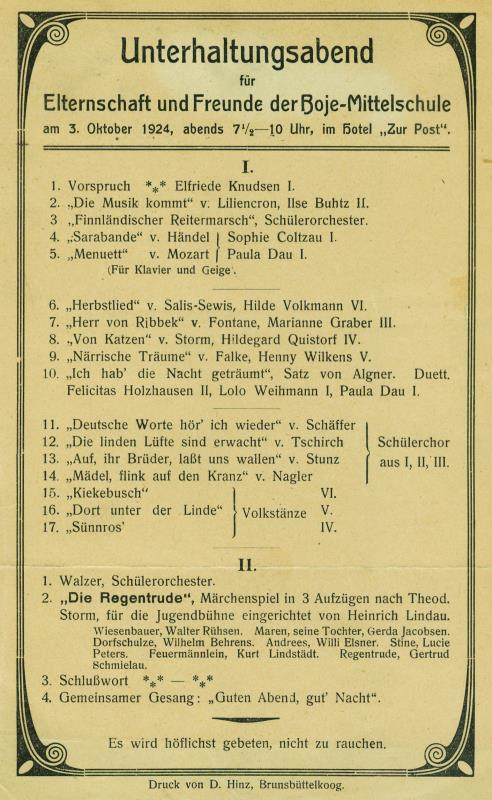 Unterhaltungsabend
für
Elternschaft und Freunde der Boje-Mittelschule
am 3. Oktober 1924, abends 7½—10 Uhr, im Hotel „Zur Post".
I.
1. Vorspruch *** Elfriede Knudsen I.
2. „Die Musik kommt" v. Liliencron, Ilse Buhtz II.
3 „Finnländischer Reitermarsch", Schülerorchester.
4. „Sarabande" v. Händel } Sophie Coltzau I.
5. „Menuett" v. Mozart } Paula Dau I.
(Für Klavier und Geige).
6. „Herbstlied" v. Salis-Sewis, Hilde Volkmann VI.
7. „Herr von Ribbek" v. Fontane, Marianne Graber III.
8. „Von Katzen" v. Storm, Hildegard Quistorf IV.
9. „Närrische Träume" v. Falke, Henny Wilkens V.
10. „Ich hab' die Nacht geträumt", Satz von Algner. Duett.
Felicitas Holzhausen II, Lolo Weihmann I, Paula Dau I.
11. „Deutsche Worte hör' ich wieder" v. Schäffer
12. „Die linden Lüfte sind erwacht" v. Tschirch
13. „Auf, ihr Brüder, laßt uns wallen" v. Stunz
14. „Mädel, flink auf den Kranz" v. Nagler
Schülerchor
aus I, II, III.
15. „Kiekebusch" VI.
16. „Dort unter der Linde" } Volkstänze V.
17. „Sünnros' IV.
II.
1. Walzer, Schülerorchester.
2. „Die Regentrude", Märchenspiel in 3 Aufzügen nach Theod.
Storm, für die Jugendbühne eingerichtet von Heinrich Lindau.
Wiesenbauer, Walter Rühsen. Maren, seine Tochter, Gerda Jacobsen.
Dorfschulze, Wilhelm Behrens. Andrees, Willi Elsner. Stine, Lucie
Peters. Feuermännlein, Kurt Lindstädt. Regentrude, Gertrud
Schmielau.
3. Schlußwort *** — ***
4. Gemeinsamer Gesang: „Guten Abend, gut' Nacht".
Es wird höflichst gebeten, nicht zu rauchen.
Druck von D. Hinz, Brunsbüttelkoog.